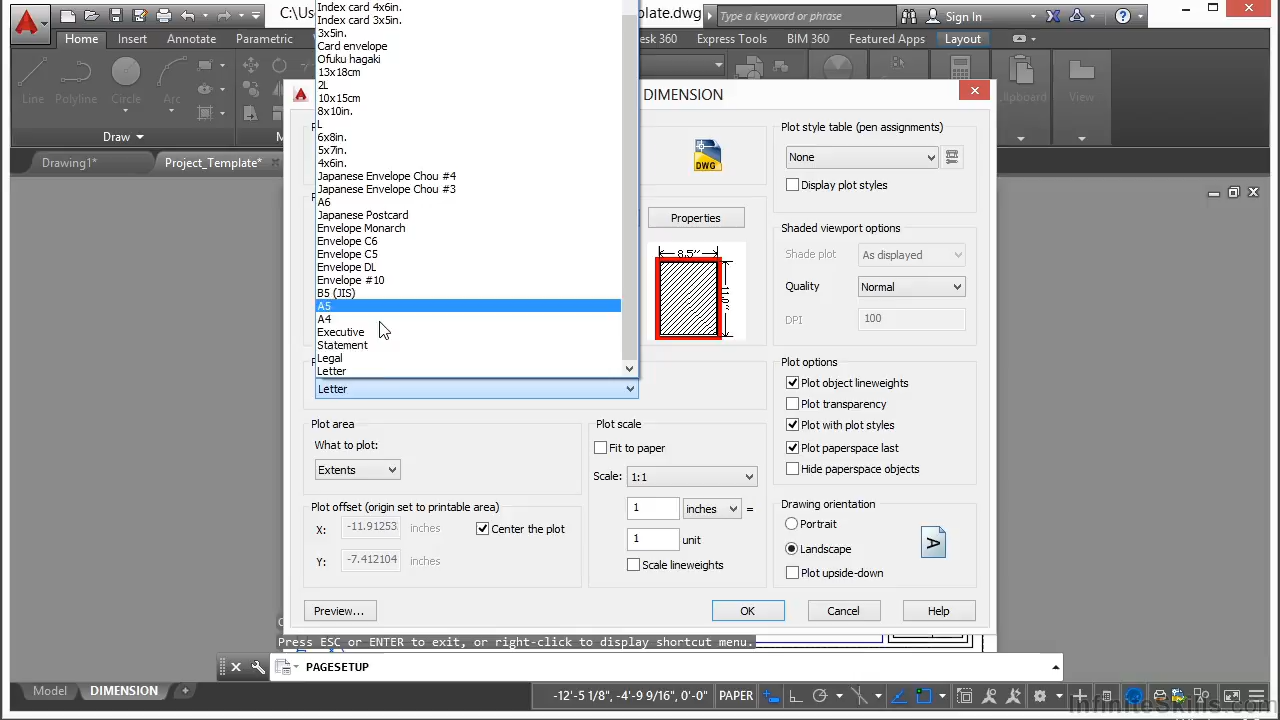 C:\Us
plate.dwg
Type a keyword or phrase
Sign In
Home
Insert
Annotate
Parametric
360
Express Tools
BIM 360
Featured Apps
Layout
Line
Polyline
Circle
Arc
Clipboard
View
Draw
Drawing1*
Project_Template*
DIMENSION
Index card 4x6in.
Index card 3x5in.
3x5in.
Card envelope
Ofuku hagaki
13x18cm
2L
10x15cm
8x10in.
L
6x8in.
5x7in.
4x6in.
Japanese Envelope Chou #4
Japanese Envelope Chou #3
A6
Japanese Postcard
Envelope Monarch
Envelope C6
Envelope C5
Envelope DL
Envelope #10
B5 (JIS)
A5
A4
Executive
Statement
Legal
Letter
Letter
DWG
Properties
8.5''
Plot style table (pen assignments)
None
Display plot styles
Shaded viewport options
Shade plot
As displayed
Quality
Normal
DPI
100
Plot area
What to plot:
Extents
Plot offset (origin set to printable area)
X:
-11.91253
inches
Center the plot
Y:
-7.412104
inches
Plot scale
Fit to paper
Scale:
1:1
1
inches
=
1
unit
Scale lineweights
Plot options
Plot object lineweights
Plot transparency
Plot with plot styles
Plot paperspace last
Hide paperspace objects
Drawing orientation
Portrait
Landscape
A
Plot upside-down
Preview...
OK
Cancel
Help
Press ESC or ENTER to exit, or right-click to display shortcut menu.
PAGESETUP
Model
DIMENSION
+
-12'-5 1/8", -4'-9 9/16", 0'-0"
PAPER
InfiniteSkills.com